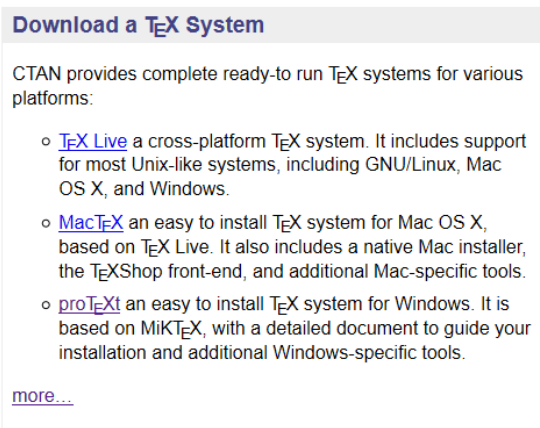 Download a TEX System
CTAN provides complete ready-to run TEX systems for various
platforms:
TEX Live a cross-platform TEX system. It includes support
for most Unix-like systems, including GNU/Linux, Mac
OS X, and Windows.
MacTEX an easy to install TEX system for Mac OS X,
based on TEX Live. It also includes a native Mac installer,
the TEXShop front-end, and additional Mac-specific tools.
proTEXt an easy to install TEX system for Windows. It is
based on MiKTEX, with a detailed document to guide your
installation and additional Windows-specific tools.
more...